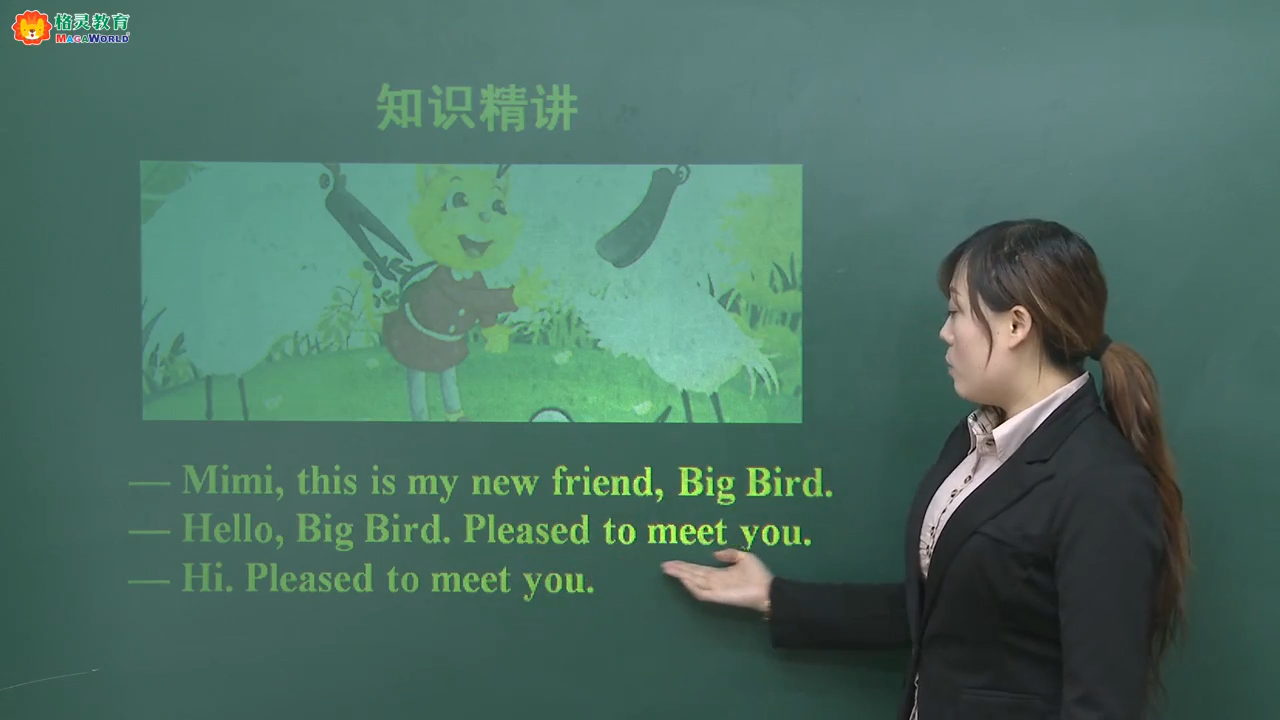 格灵教育
MAGAWORLD
知识精讲
— Mimi, this is my new friend, Big Bird.
— Hello, Big Bird. Pleased to meet you.
— Hi. Pleased to meet you.